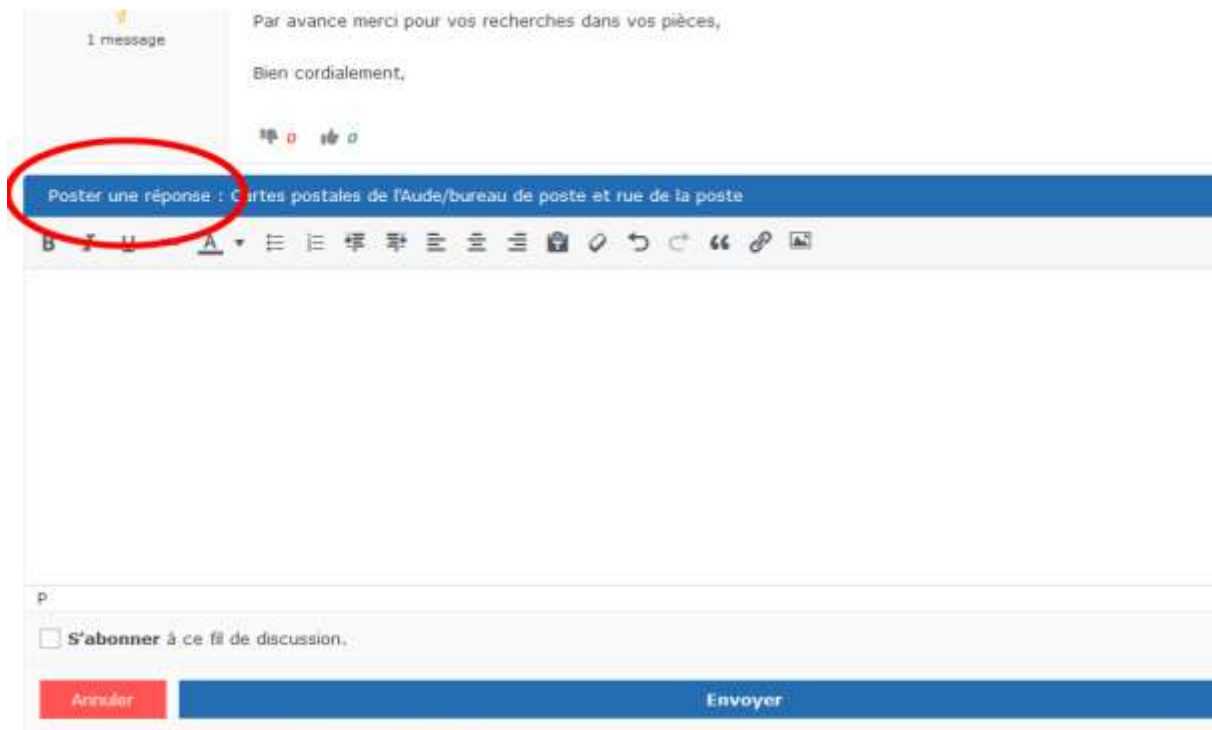 Par avance merci pour vos recherches dans vos pièces,
1 message
Bien cordialement,
0 0
Poster une réponse : Cartes postales de l'Aude/bureau de poste et rue de la poste
B I U A
P
S'abonner à ce fil de discussion.
Annuler Envoyer